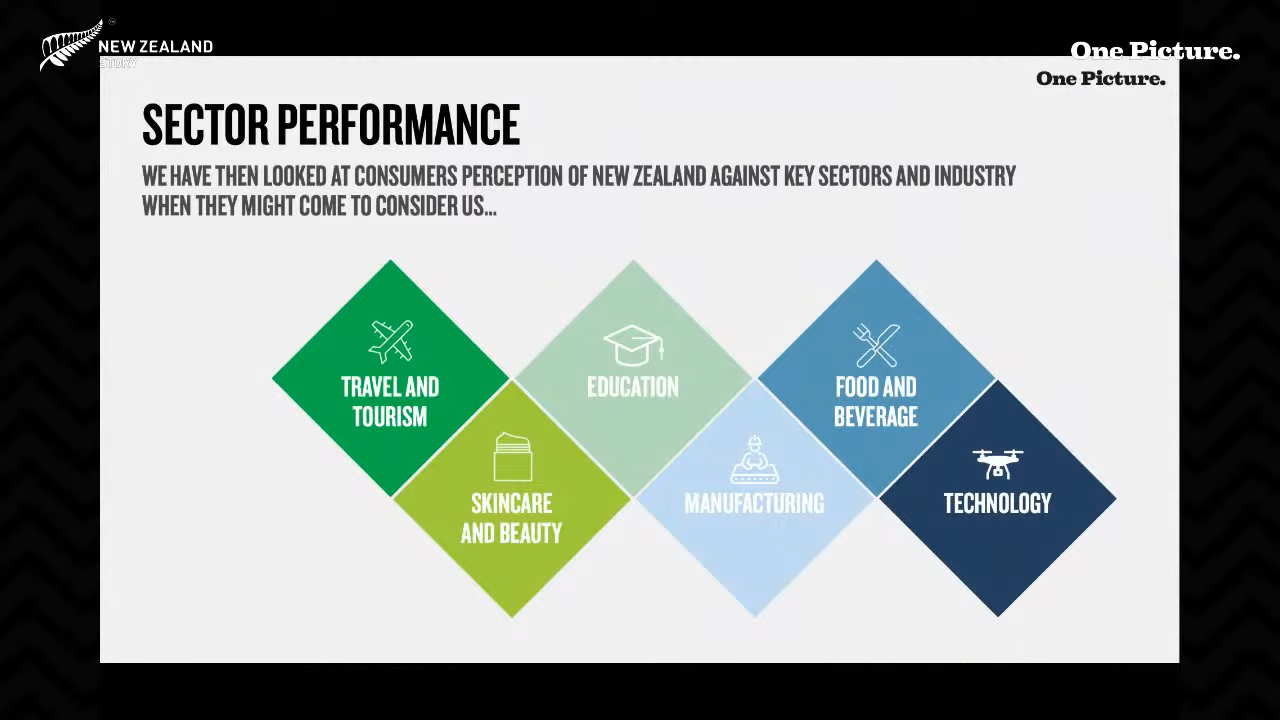 NEW ZEALAND
STORY
One Picture.
One Picture.
SECTOR PERFORMANCE
WE HAVE THEN LOOKED AT CONSUMERS PERCEPTION OF NEW ZEALAND AGAINST KEY SECTORS AND INDUSTRY
WHEN THEY MIGHT COME TO CONSIDER US...
TRAVEL AND
TOURISM
EDUCATION
FOOD AND
BEVERAGE
SKINCARE
AND BEAUTY
MANUFACTURING
TECHNOLOGY